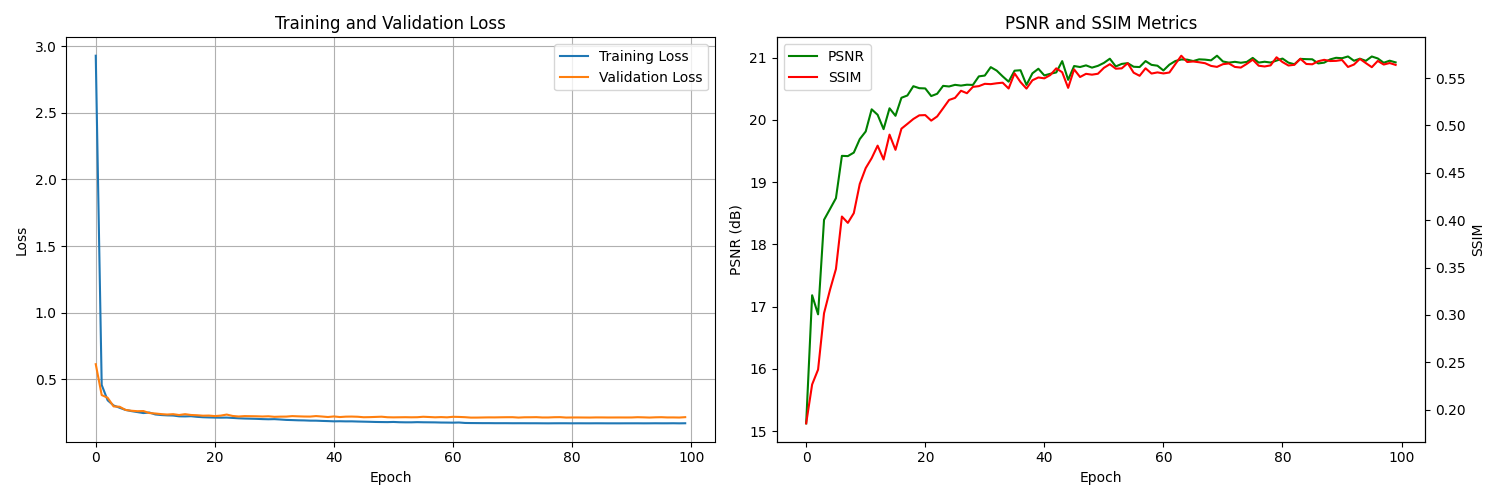 Training and Validation Loss
3.0
2.5
2.0
1.5
1.0
0.5
Loss
Training Loss
Validation Loss
0 20 40 60 80 100
Epoch
PSNR and SSIM Metrics
21
20
19
18
17
16
15
PSNR (dB)
PSNR
SSIM
0.55
0.50
0.45
0.40
0.35
0.30
0.25
0.20
SSIM
0 20 40 60 80 100
Epoch